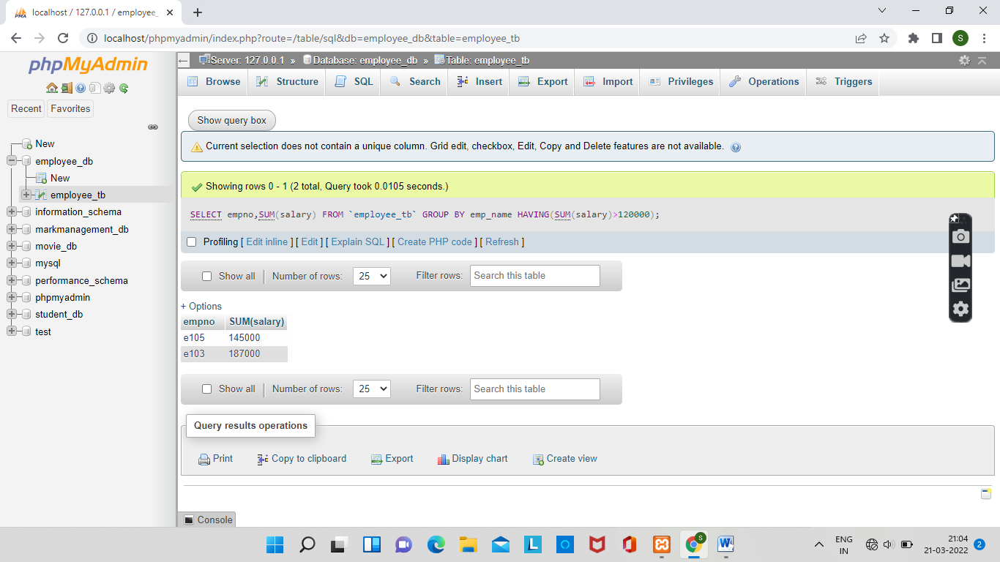 localhost / 127.0.0.1 / employee_
localhost/phpmyadmin/index.php?route=/table/sql&db=employee_db&table=employee_tb
S
phpMyAdmin
Recent
Favorites
New
employee_db
New
employee_tb
information_schema
markmanagement_db
movie_db
mysql
performance_schema
phpmyadmin
student_db
test
Server: 127.0.0.1 » Database: employee_db » Table: employee_tb
Browse Structure SQL Search Insert Export Import Privileges Operations Triggers
Show query box
Current selection does not contain a unique column. Grid edit, checkbox, Edit, Copy and Delete features are not available.
Showing rows 0 - 1 (2 total, Query took 0.0105 seconds.)
SELECT empno,SUM(salary) FROM `employee_tb` GROUP BY emp_name HAVING(SUM(salary)>120000);
Profiling [ Edit inline ] [ Edit ] [ Explain SQL ] [ Create PHP code ] [ Refresh ]
Show all Number of rows: 25 Filter rows: Search this table
+ Options
empno SUM(salary)
e105 145000
e103 187000
Show all Number of rows: 25 Filter rows: Search this table
Query results operations
Print Copy to clipboard Export Display chart Create view
Console
ENG
IN
21:04
21-03-2022
2